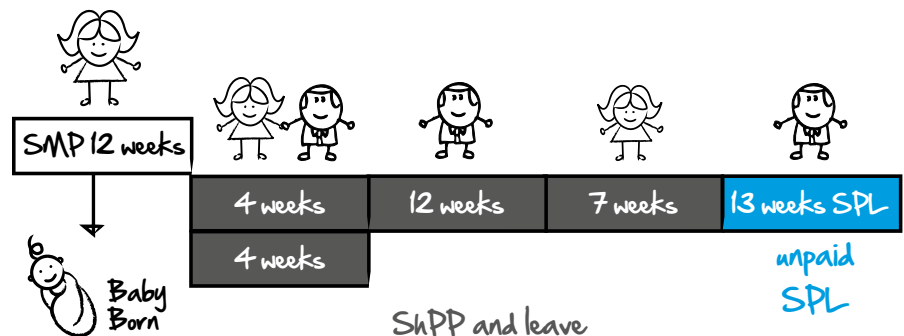 SMP 12 weeks
4 weeks
12 weeks
7 weeks
13 weeks SPL
4 weeks
unpaid
SPL
Baby
Born
ShPP and leave